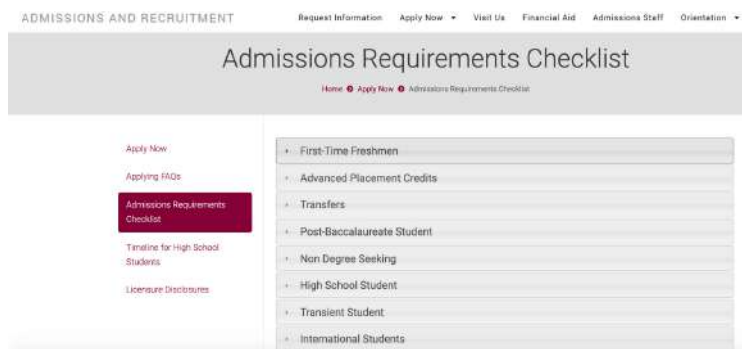 ADMISSIONS AND RECRUITMENT
Request Information Apply Now Visit Us Financial Aid Admissions Staff Orientation
Admissions Requirements Checklist
Home Apply Now Admissions Requirements Checklist
Apply Now
Applying FAQs
Admissions Requirements
Checklist
Timeline for High School
Students
Licensure Disclosures
First-Time Freshmen
Advanced Placement Credits
Transfers
Post-Baccalaureate Student
Non Degree Seeking
High School Student
Transient Student
International Students